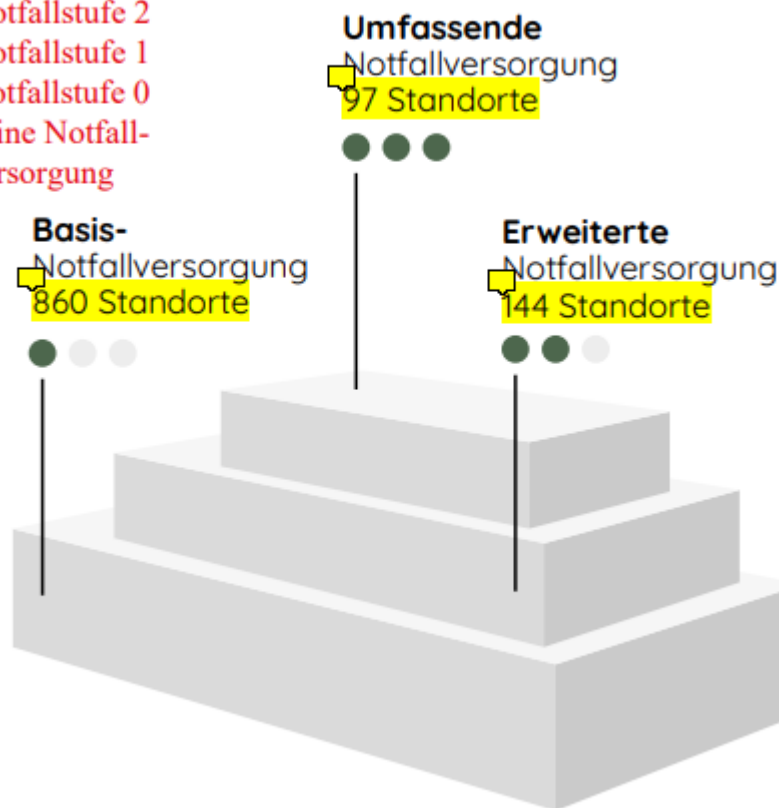 otfallstufe 2
otfallstufe 1
otfallstufe 0
ine Notfall-
rsorgung
Umfassende
Notfallversorgung
97 Standorte
Basis-
Notfallversorgung
860 Standorte
Erweiterte
Notfallversorgung
144 Standorte